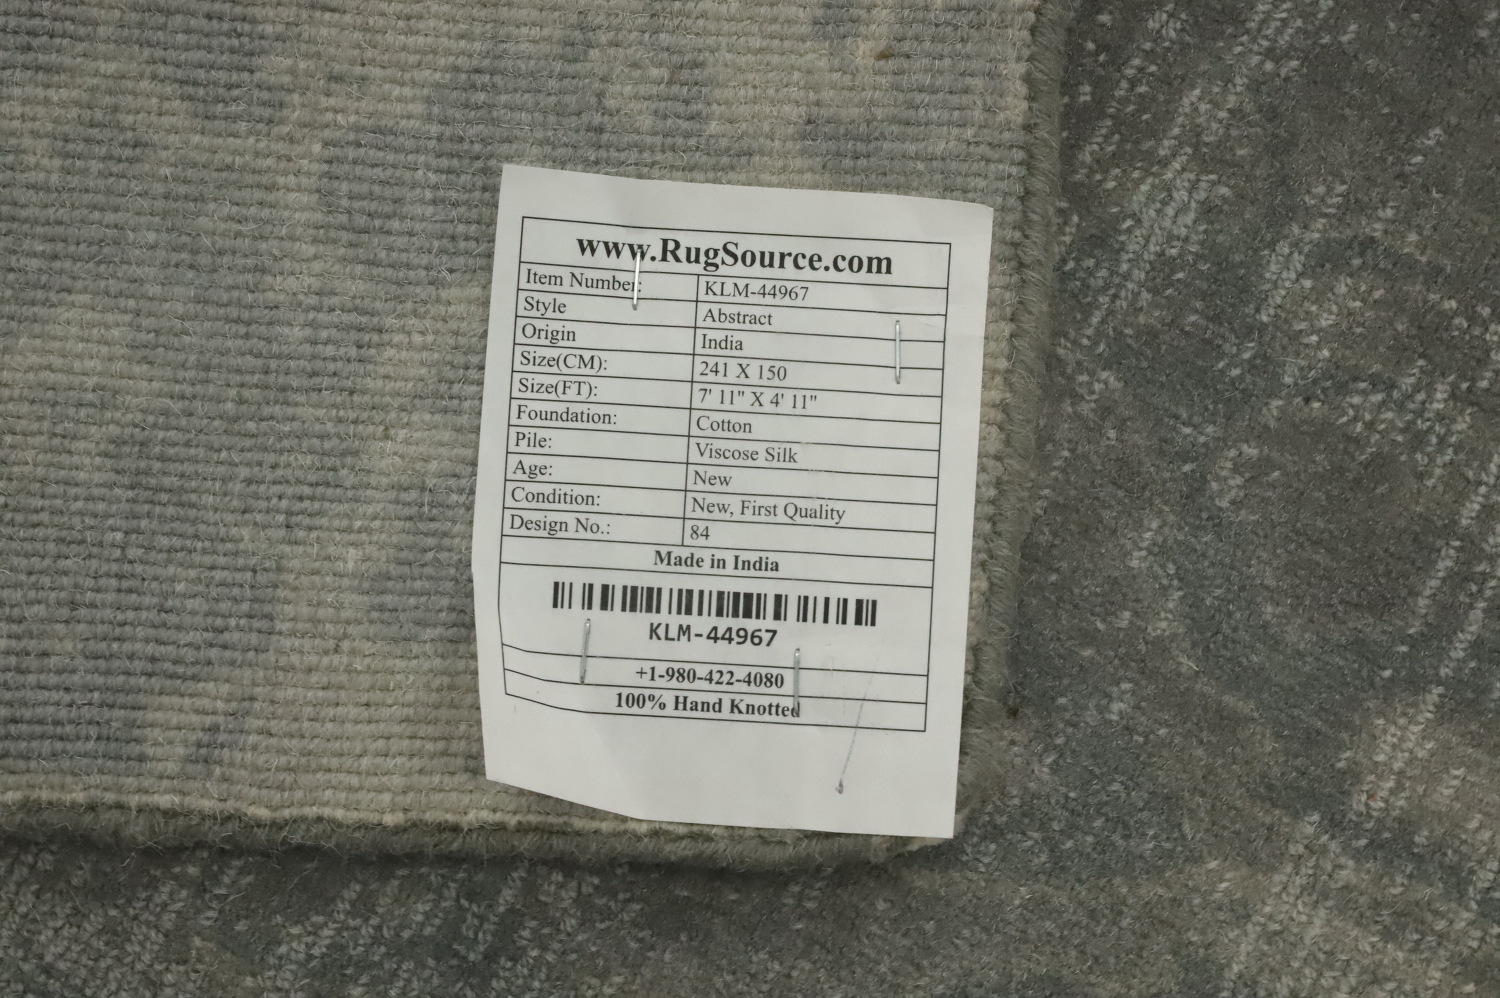 www.RugSource.com
Item Number: KLM-44967
Style Abstract
Origin India
Size(CM): 241 X 150
Size(FT): 7' 11" X 4' 11"
Foundation: Cotton
Pile: Viscose Silk
Age: New
Condition: New, First Quality
Design No.: 84
Made in India
KLM-44967
+1-980-422-4080
100% Hand Knotted